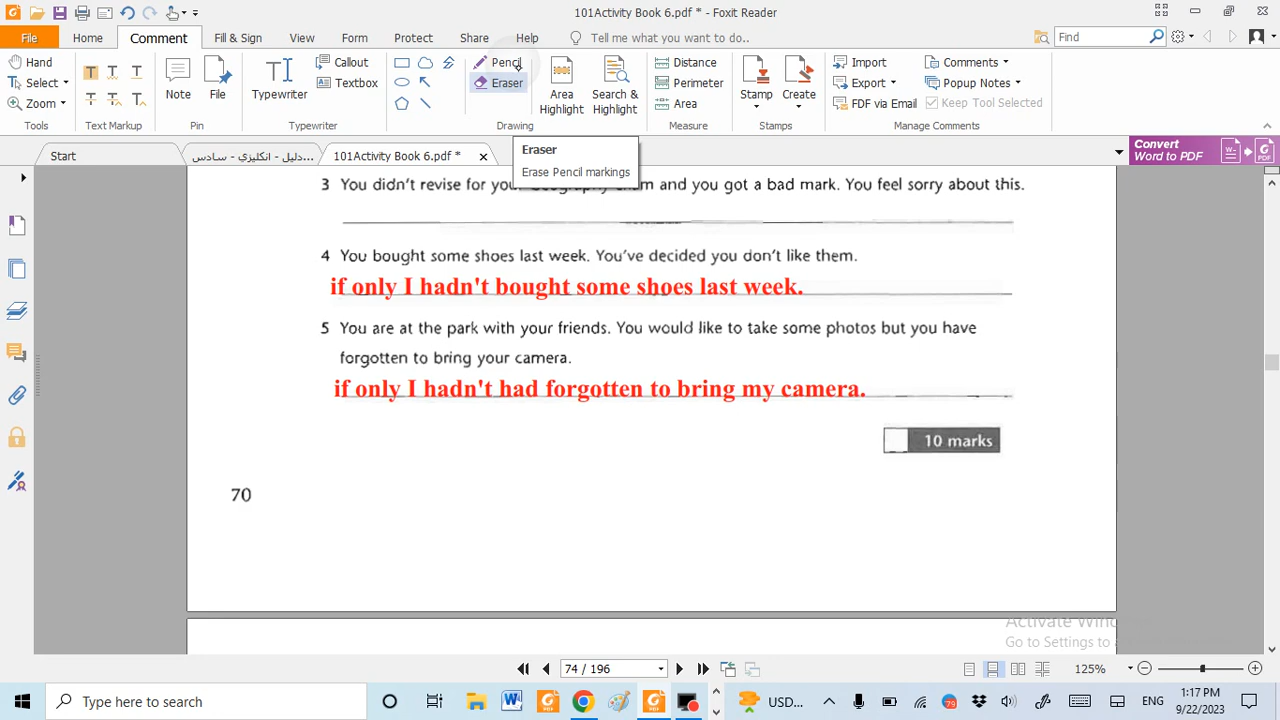 101Activity Book 6.pdf * - Foxit Reader
File Home Comment Fill & Sign View Form Protect Share Help Tell me what you want to do.. Find
Hand Callout Pencil Distance Import Comments
Select Note File Typewriter Textbox Eraser Area Highlight Search & Highlight Perimeter Stamp Create Export Popup Notes
Zoom Area FDF via Email Keep Tool Selected
Tools Text Markup Pin Typewriter Drawing Measure Stamps Manage Comments
Start
دليل - انكليزي - سادس...
101Activity Book 6.pdf *
Convert
Word to PDF
Eraser
Erase Pencil markings
3 You didn't revise for your and you got a bad mark. You feel sorry about this.
4 You bought some shoes last week. You've decided you don't like them.
if only I hadn't bought some shoes last week.
5 You are at the park with your friends. You would like to take some photos but you have
forgotten to bring your camera.
if only I hadn't had forgotten to bring my camera.
10 marks
70
Activate Win
Go to Settings to
74 / 196
125%
Type here to search
USD...
79
ENG
1:17 PM
9/22/2023